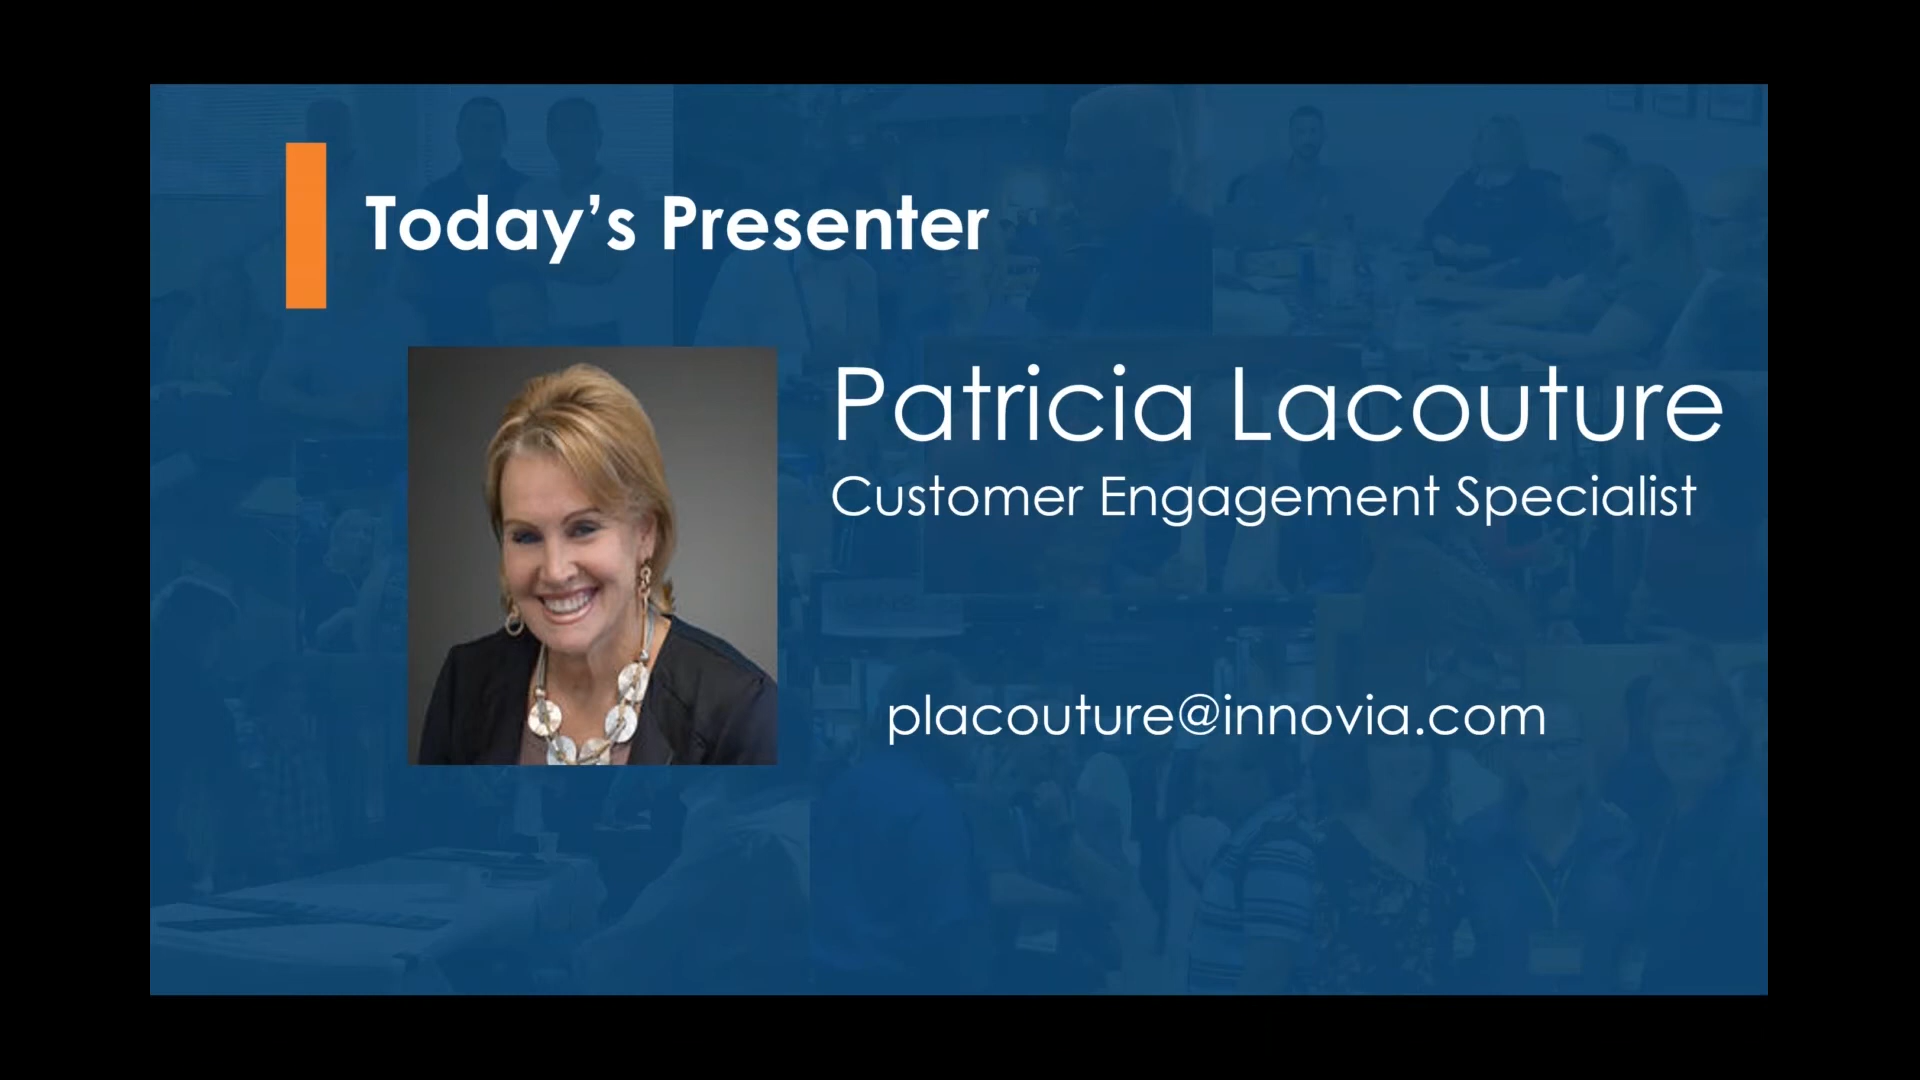 Today’s Presenter
Patricia Lacouture
Customer Engagement Specialist
placouture@innovia.com